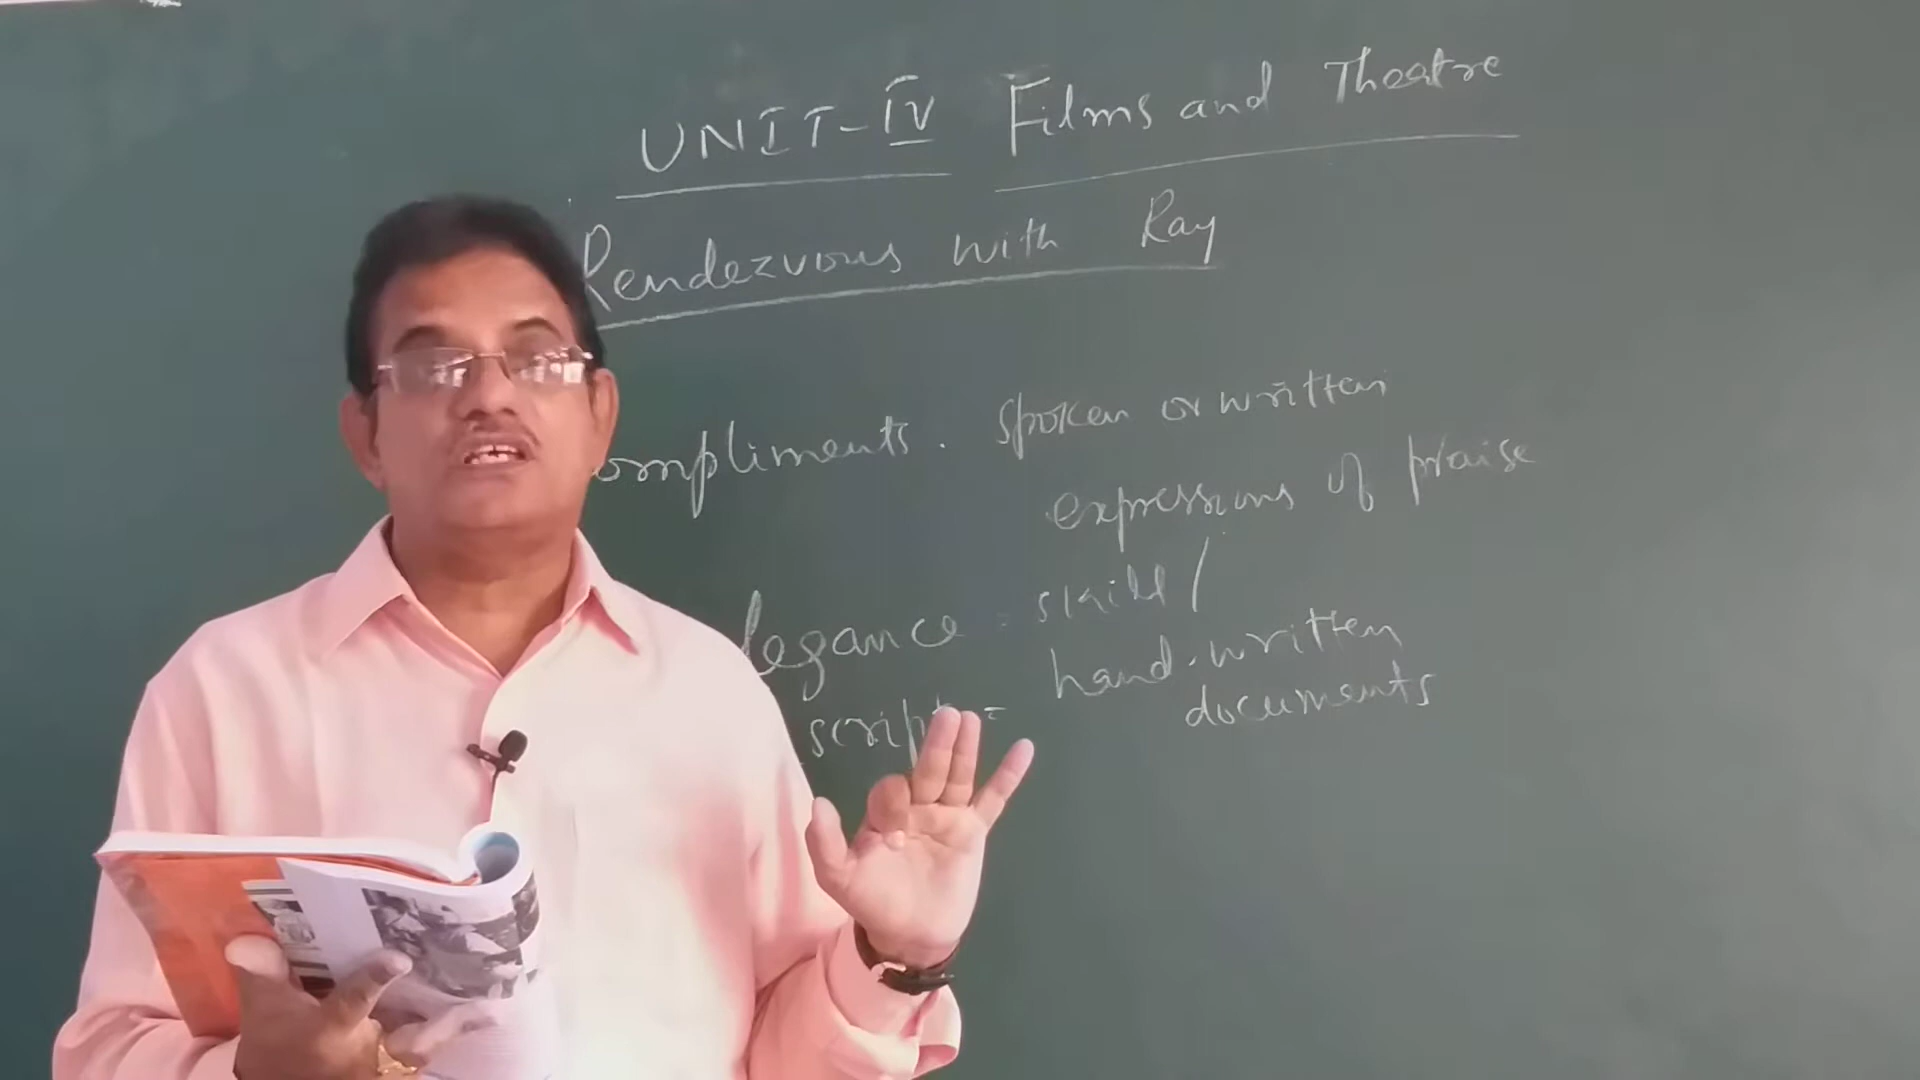 UNIT-IV Films and Theatre
Rendezvous with Ray
ompliments. spoken or written
expressions of praise
legance = skill /
script = hand-written
documents